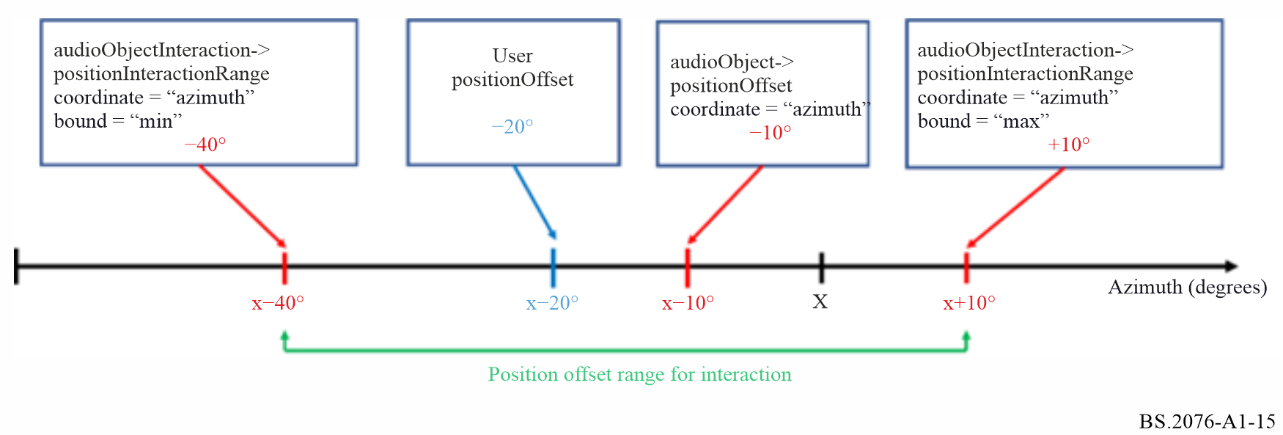 audioObjectInteraction->
positionInteractionRange
coordinate = “azimuth”
bound = “min”
−40°
User
positionOffset
−20°
audioObject->
positionOffset
coordinate = “azimuth”
−10°
audioObjectInteraction->
positionInteractionRange
coordinate = “azimuth”
bound = “max”
+10°
x−40°
x−20°
x−10°
X
x+10°
Azimuth (degrees)
Position offset range for interaction
BS.2076-A1-15